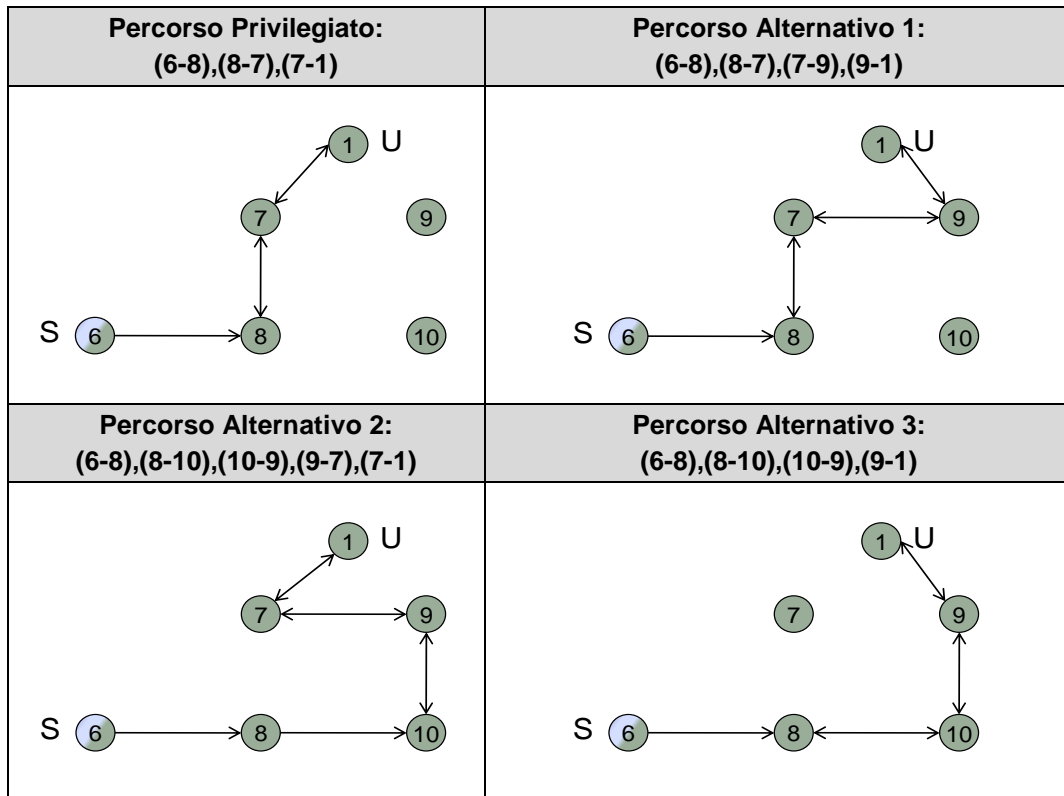 Percorso Privilegiato:
(6-8),(8-7),(7-1)
Percorso Alternativo 1:
(6-8),(8-7),(7-9),(9-1)
1 U
7 9
S 6 8 10
1 U
7 9
S 6 8 10
Percorso Alternativo 2:
(6-8),(8-10),(10-9),(9-7),(7-1)
Percorso Alternativo 3:
(6-8),(8-10),(10-9),(9-1)
1 U
7 9
S 6 8 10
1 U
7 9
S 6 8 10